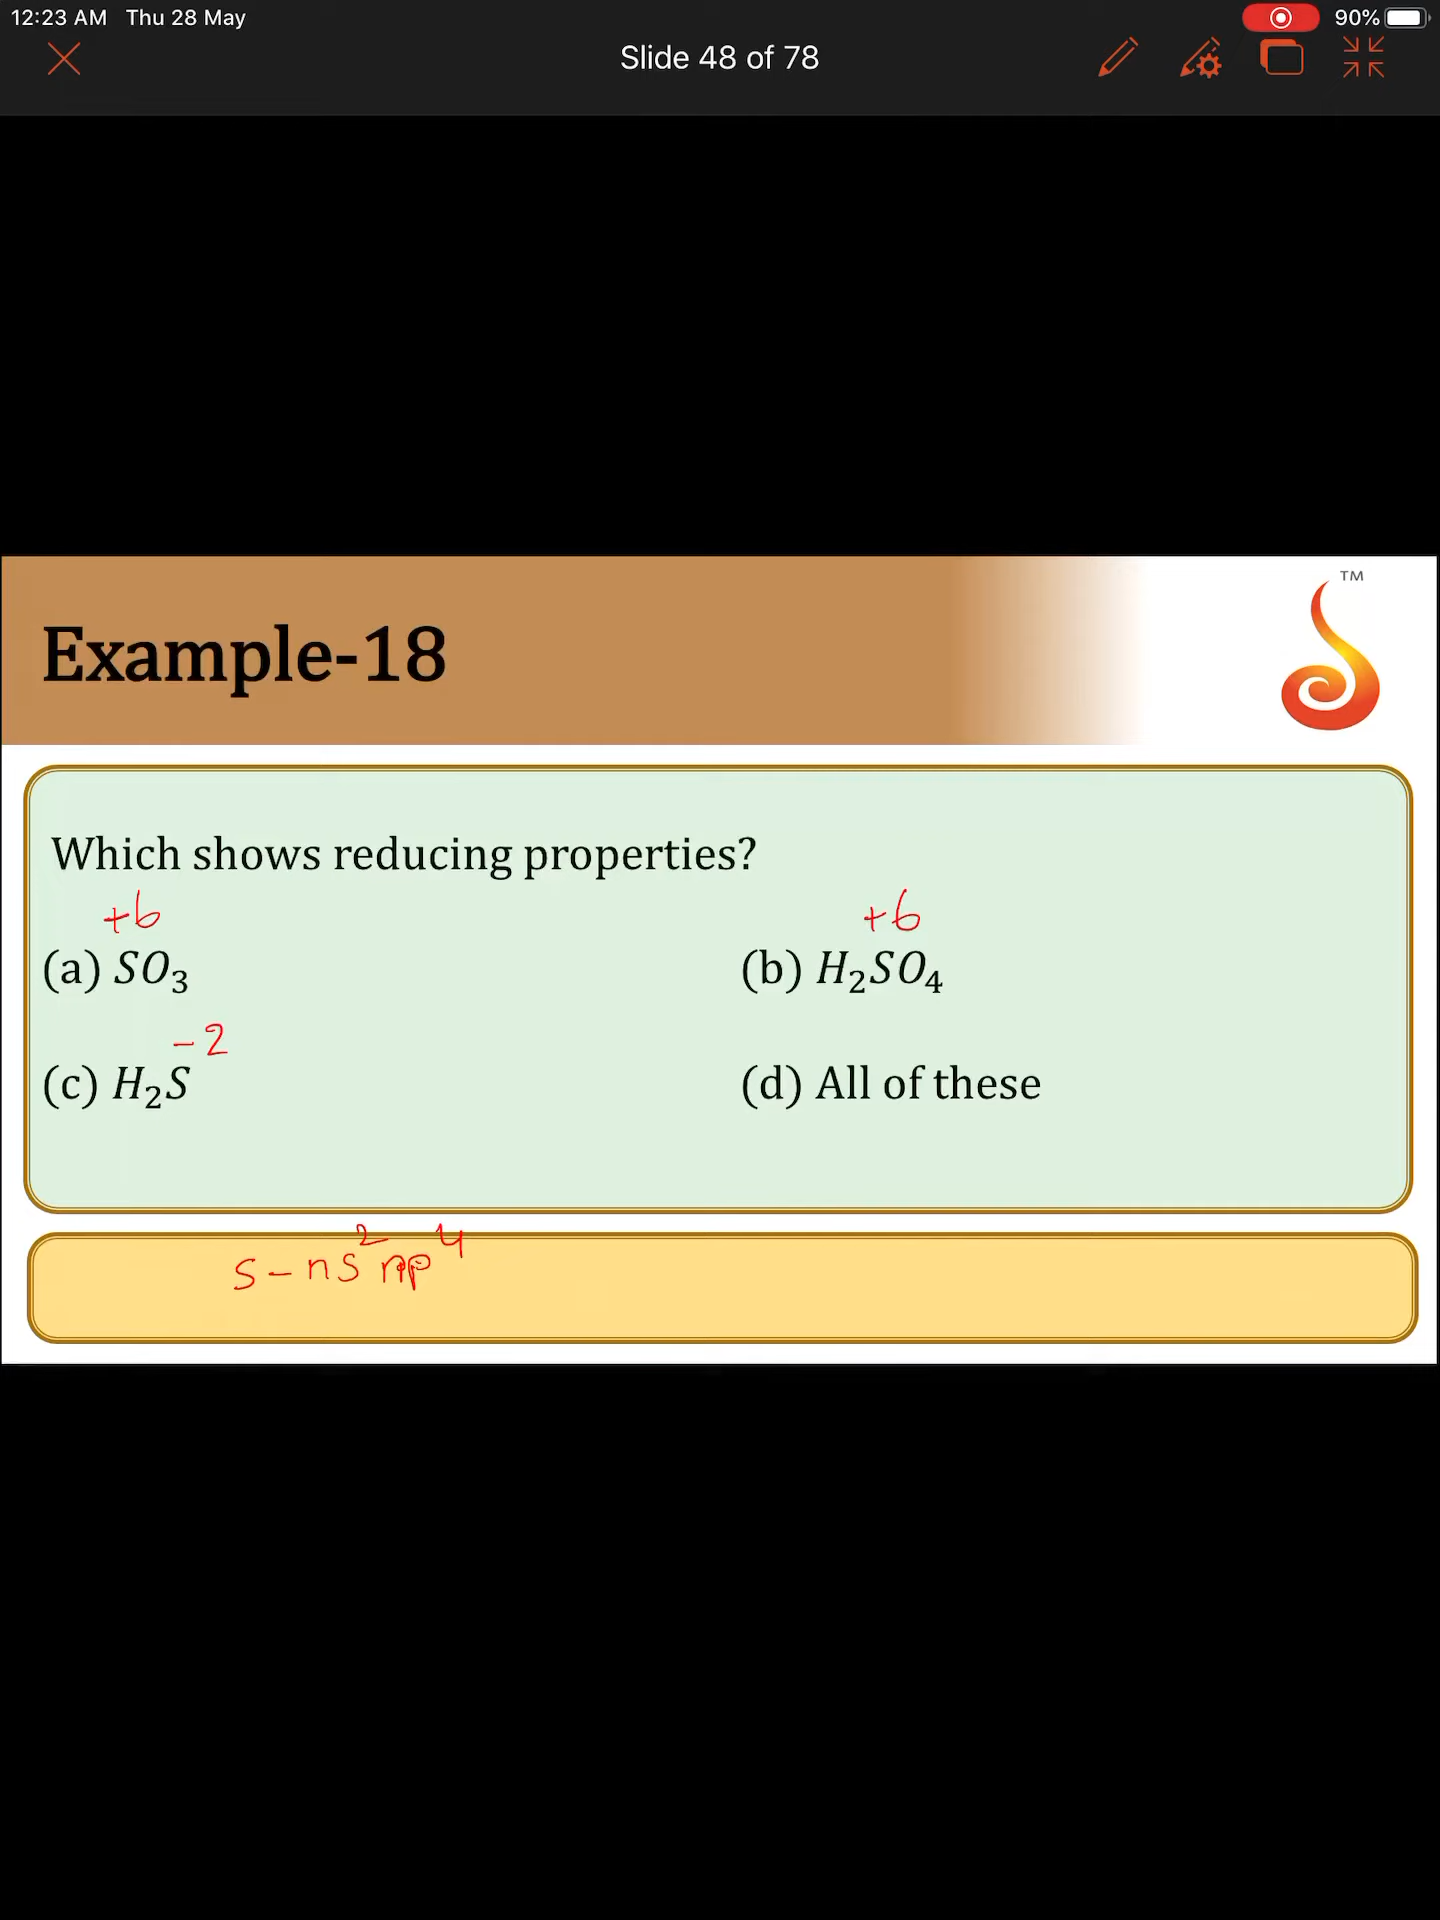 12:23 AM Thu 28 May
90%
Slide 48 of 78
TM
Example-18
Which shows reducing properties?
+6 +6
(a) SO₃ (b) H₂SO₄
-2
(c) H₂S (d) All of these
S - ns² np⁴